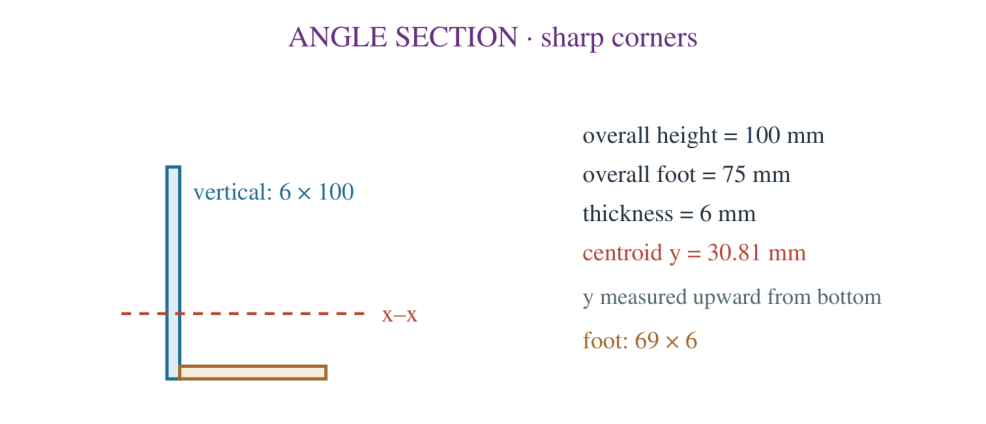 ANGLE SECTION · sharp corners
vertical: 6 × 100
x–x
overall height = 100 mm
overall foot = 75 mm
thickness = 6 mm
centroid y = 30.81 mm
y measured upward from bottom
foot: 69 × 6